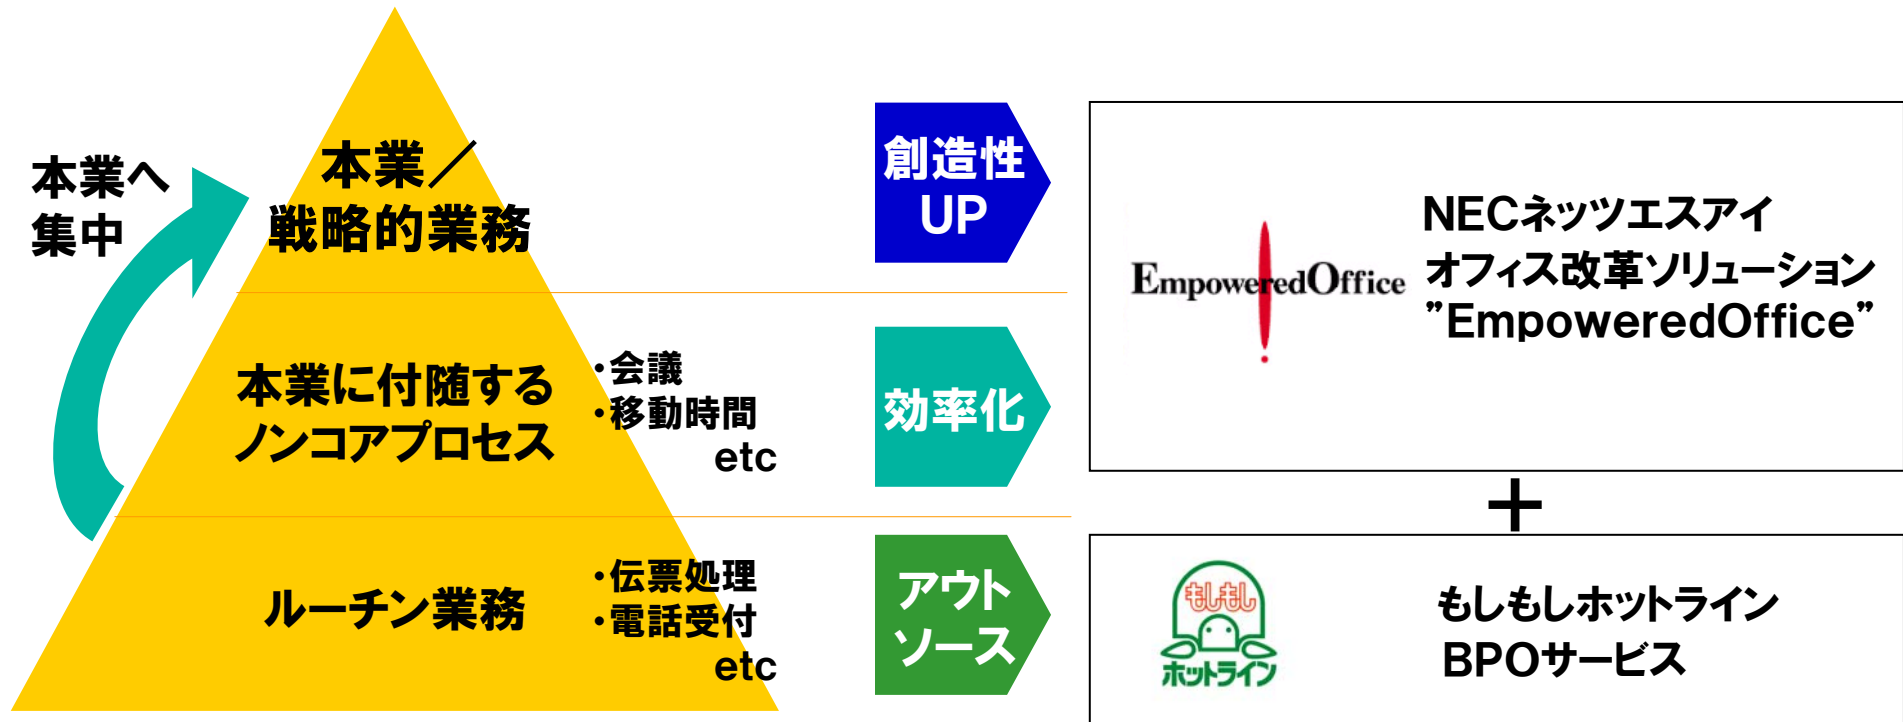 本業へ
集中
本業／
戦略的業務
創造性
UP
EmpoweredOffice
NECネッツエスアイ
オフィス改革ソリューション
”EmpoweredOffice”
本業に付随する
ノンコアプロセス
・会議
・移動時間
etc
効率化
＋
ルーチン業務
・伝票処理
・電話受付
etc
アウト
ソース
もしもし
ホットライン
もしもしホットライン
BPOサービス